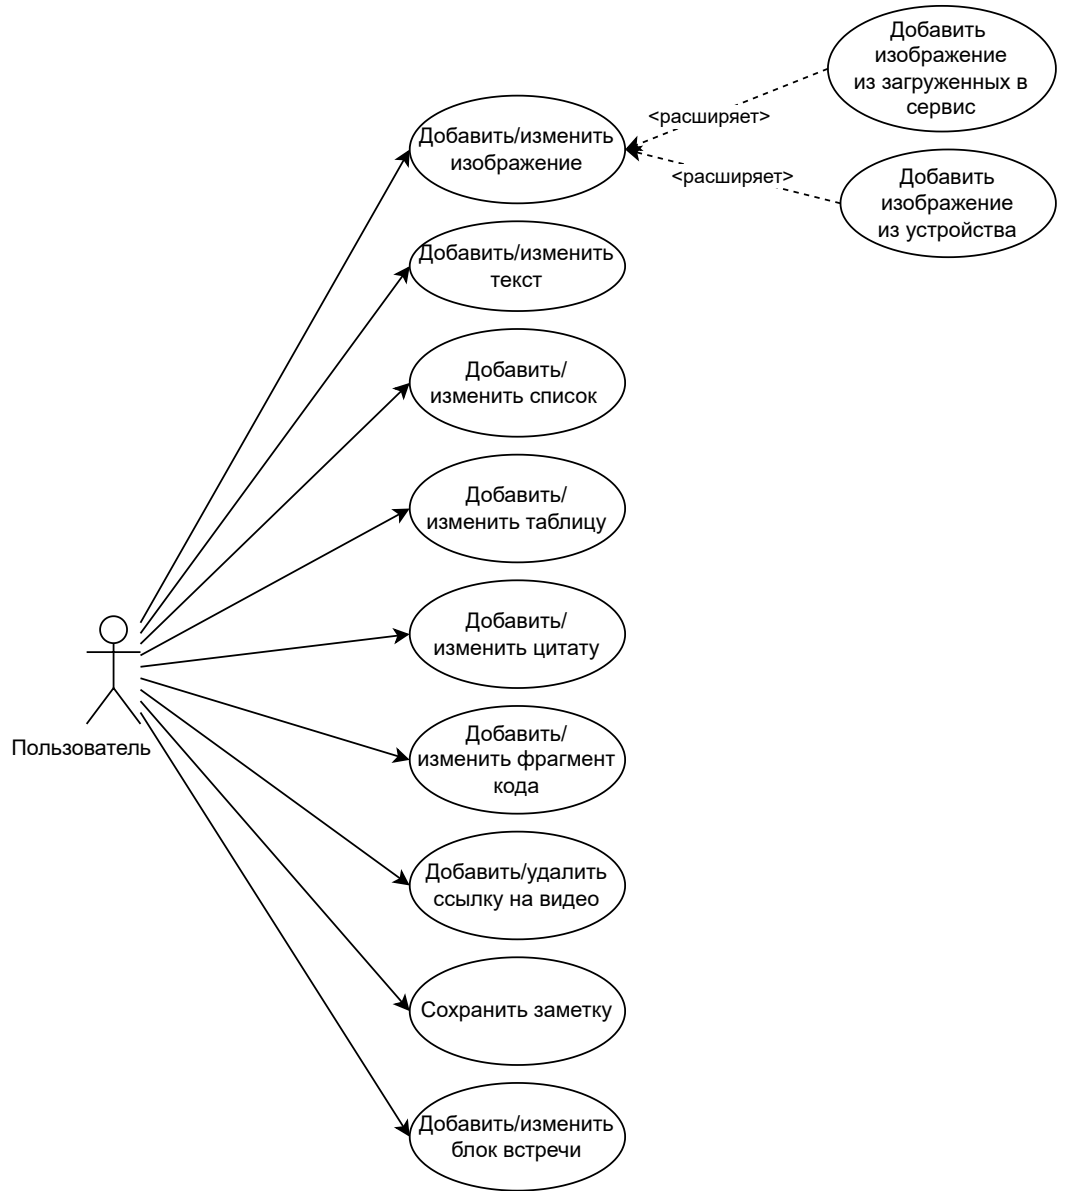 Добавить
изображение
из загруженных в
сервис
<расширяет>
Добавить/изменить
изображение
<расширяет>
Добавить
изображение
из устройства
Добавить/изменить
текст
Добавить/
изменить список
Добавить/
изменить таблицу
Добавить/
изменить цитату
Пользователь
Добавить/
изменить фрагмент
кода
Добавить/удалить
ссылку на видео
Сохранить заметку
Добавить/изменить
блок встречи